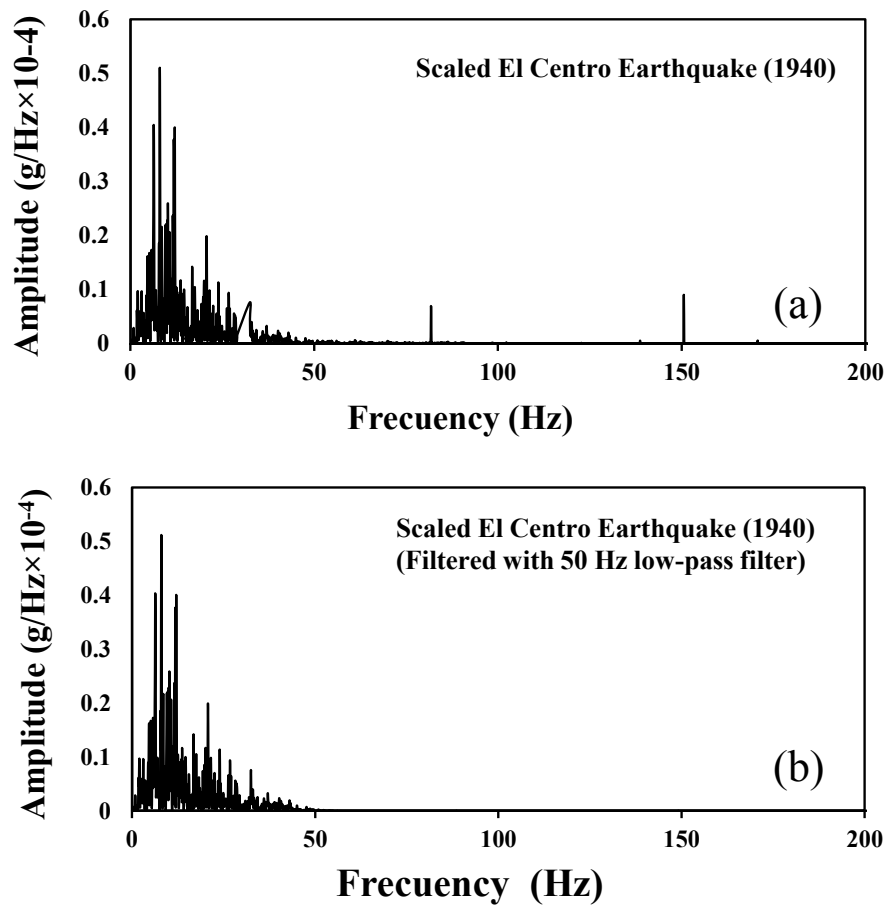 0.6
Scaled El Centro Earthquake (1940)
0.5
0.4
0.3
0.2
0.1
0
Amplitude (g/Hz×10-4)
(a)
0 50 100 150 200
Frecuency (Hz)
0.6
Scaled El Centro Earthquake (1940)
(Filtered with 50 Hz low-pass filter)
0.5
0.4
0.3
0.2
0.1
0
Amplitude (g/Hz×10⁻⁴)
(b)
0 50 100 150 200
Frecuency (Hz)